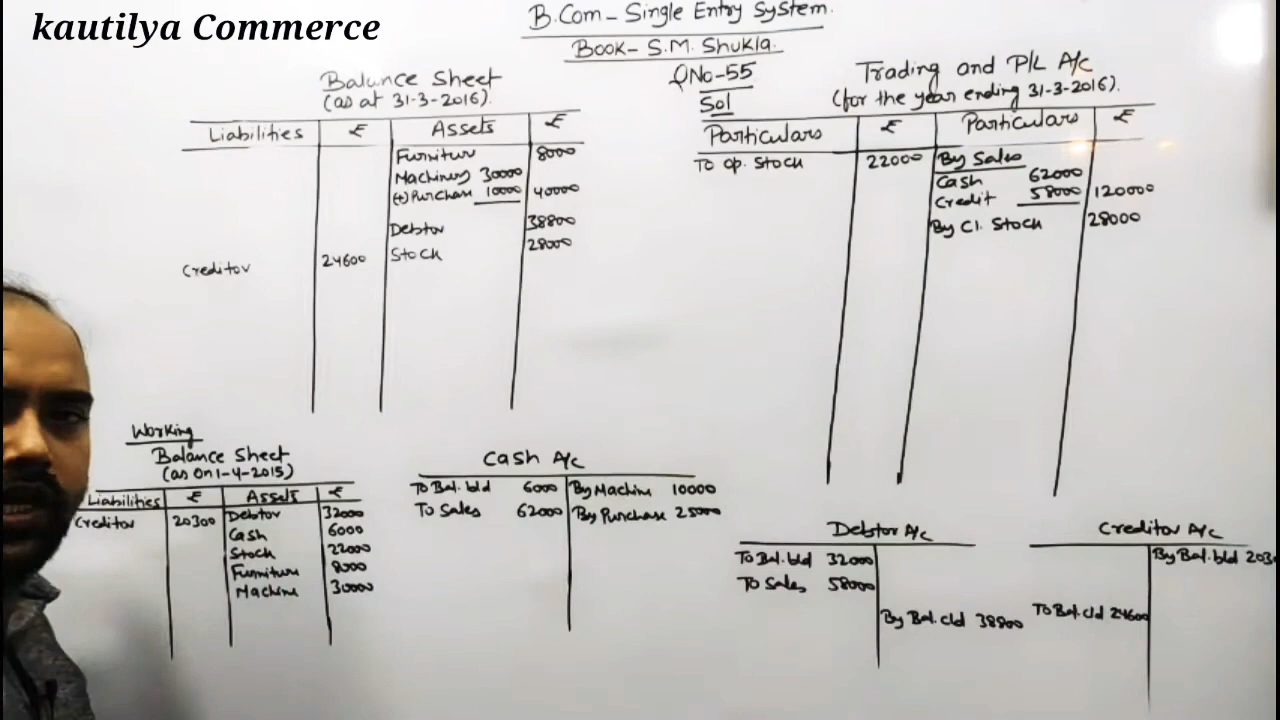 kautilya Commerce
B.Com - Single Entry System.
Book - S.M. Shukla.
QNo-55
Sol
Balance Sheet
(as at 31-3-2016).
Liabilities ₹ Assets ₹
Furnitur 8000
Machinery 30000
(+) Purchase 10000 40000
Debtor 38800
Stock 28000
Creditor 24600
Trading and P/L A/c
(for the year ending 31-3-2016).
Particulars ₹ Particulars ₹
To Op. Stock 22000 By Sales
Cash 62000
Credit 58000 120000
By Cl. Stock 28000
Working
Balance Sheet
(as on 1-4-2015)
Liabilities ₹ Assets ₹
Creditor 20300 Debtor 32000
Cash 6000
Stock 22000
Furniture 8000
Machine 30000
Cash A/c
To Bal. b/d 6000 By Machine 10000
To Sales 62000 By Purchase 25000
Debtor A/c
To Bal. b/d 32000
To Sales 58000
By Bal. c/d 38800
Creditor A/c
By Bal. b/d 2030
To Bal. c/d 24600